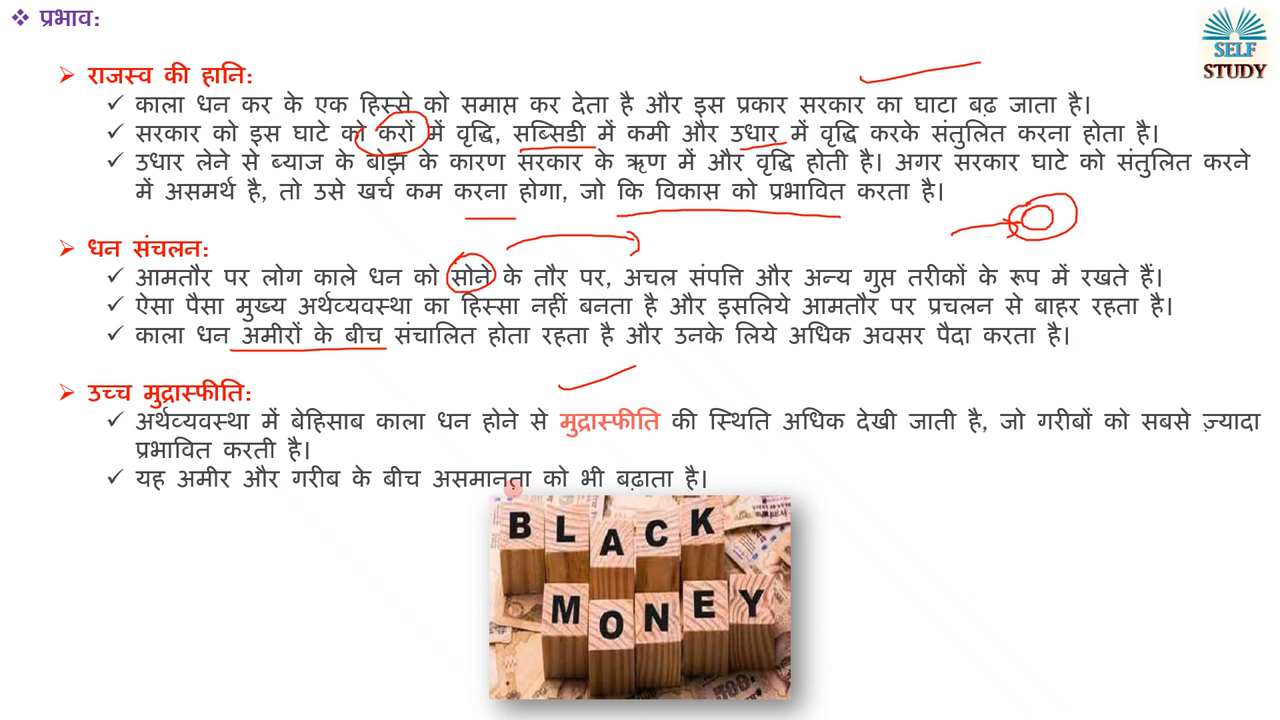 ❖ प्रभाव:
SELF
STUDY
➢ राजस्व की हानि:
✓ काला धन कर के एक हिस्से को समाप्त कर देता है और इस प्रकार सरकार का घाटा बढ़ जाता है।
✓ सरकार को इस घाटे को करों में वृद्धि, सब्सिडी में कमी और उधार में वृद्धि करके संतुलित करना होता है।
✓ उधार लेने से ब्याज के बोझ के कारण सरकार के ऋण में और वृद्धि होती है। अगर सरकार घाटे को संतुलित करने
में असमर्थ है, तो उसे खर्च कम करना होगा, जो कि विकास को प्रभावित करता है।
➢ धन संचलन:
✓ आमतौर पर लोग काले धन को सोने के तौर पर, अचल संपत्ति और अन्य गुप्त तरीकों के रूप में रखते हैं।
✓ ऐसा पैसा मुख्य अर्थव्यवस्था का हिस्सा नहीं बनता है और इसलिये आमतौर पर प्रचलन से बाहर रहता है।
✓ काला धन अमीरों के बीच संचालित होता रहता है और उनके लिये अधिक अवसर पैदा करता है।
➢ उच्च मुद्रास्फीति:
✓ अर्थव्यवस्था में बेहिसाब काला धन होने से मुद्रास्फीति की स्थिति अधिक देखी जाती है, जो गरीबों को सबसे ज़्यादा
प्रभावित करती है।
✓ यह अमीर और गरीब के बीच असमानता को भी बढ़ाता है।
BLACK
MONEY